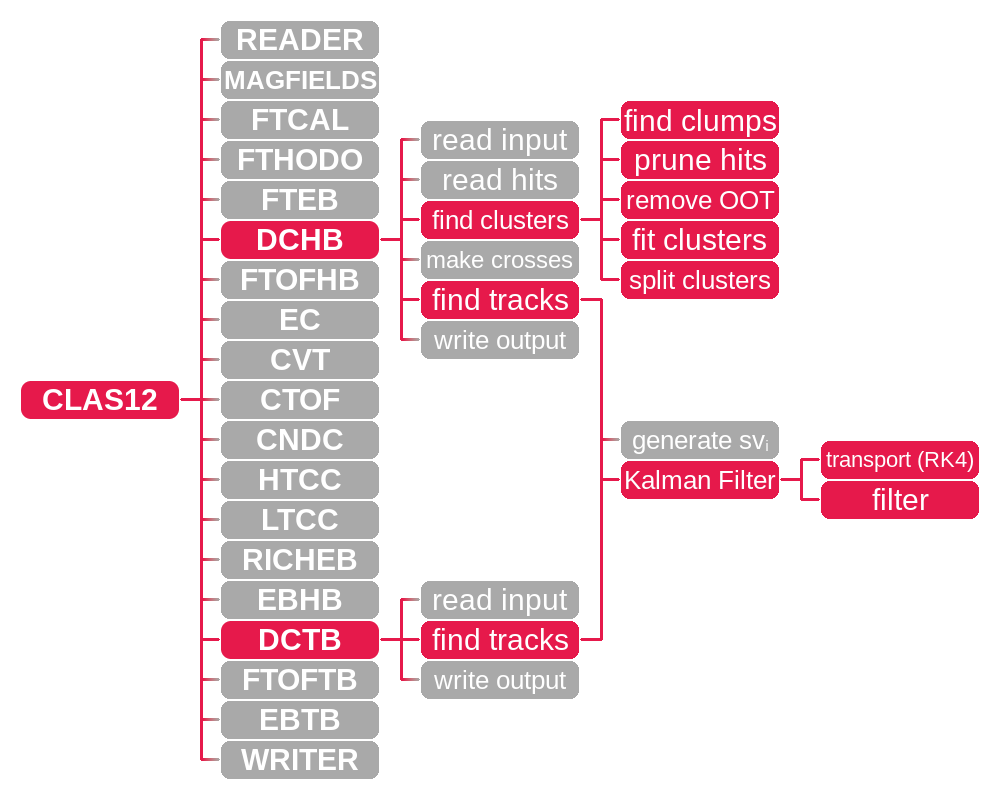 READER
MAGFIELDS
FTCAL
FTHODO
FTEB
DCHB
FTOFHB
EC
CVT
CLAS12
CTOF
CNDC
HTCC
LTCC
RICHEB
EBHB
DCTB
FTOFTB
EBTB
WRITER
read input
read hits
find clusters
make crosses
find tracks
write output
read input
find tracks
write output
find clumps
prune hits
remove OOT
fit clusters
split clusters
generate svᵢ
Kalman Filter
transport (RK4)
filter